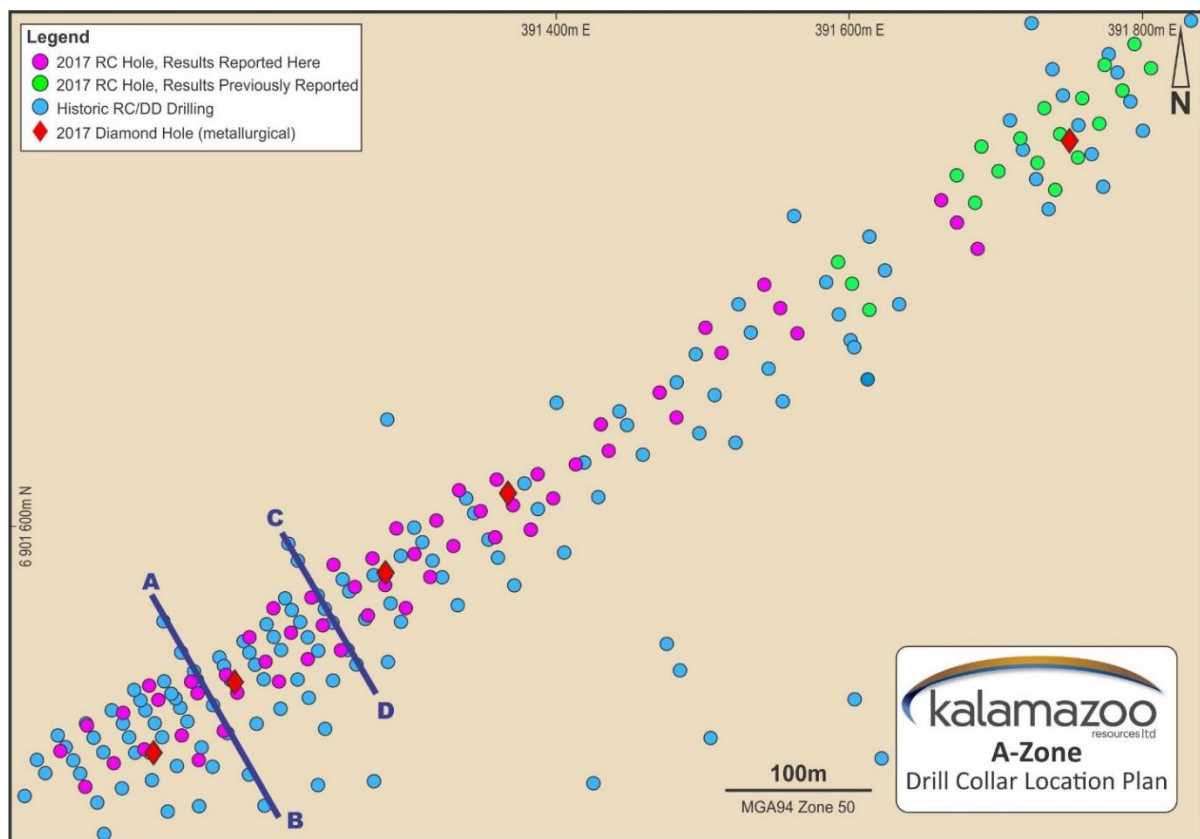 391 400m E
391 600m E
391 800m E
Legend
2017 RC Hole, Results Reported Here
2017 RC Hole, Results Previously Reported
Historic RC/DD Drilling
2017 Diamond Hole (metallurgical)
N
6 901 600m N
C
A
D
B
100m
MGA94 Zone 50
kalamazoo
resources ltd
A-Zone
Drill Collar Location Plan